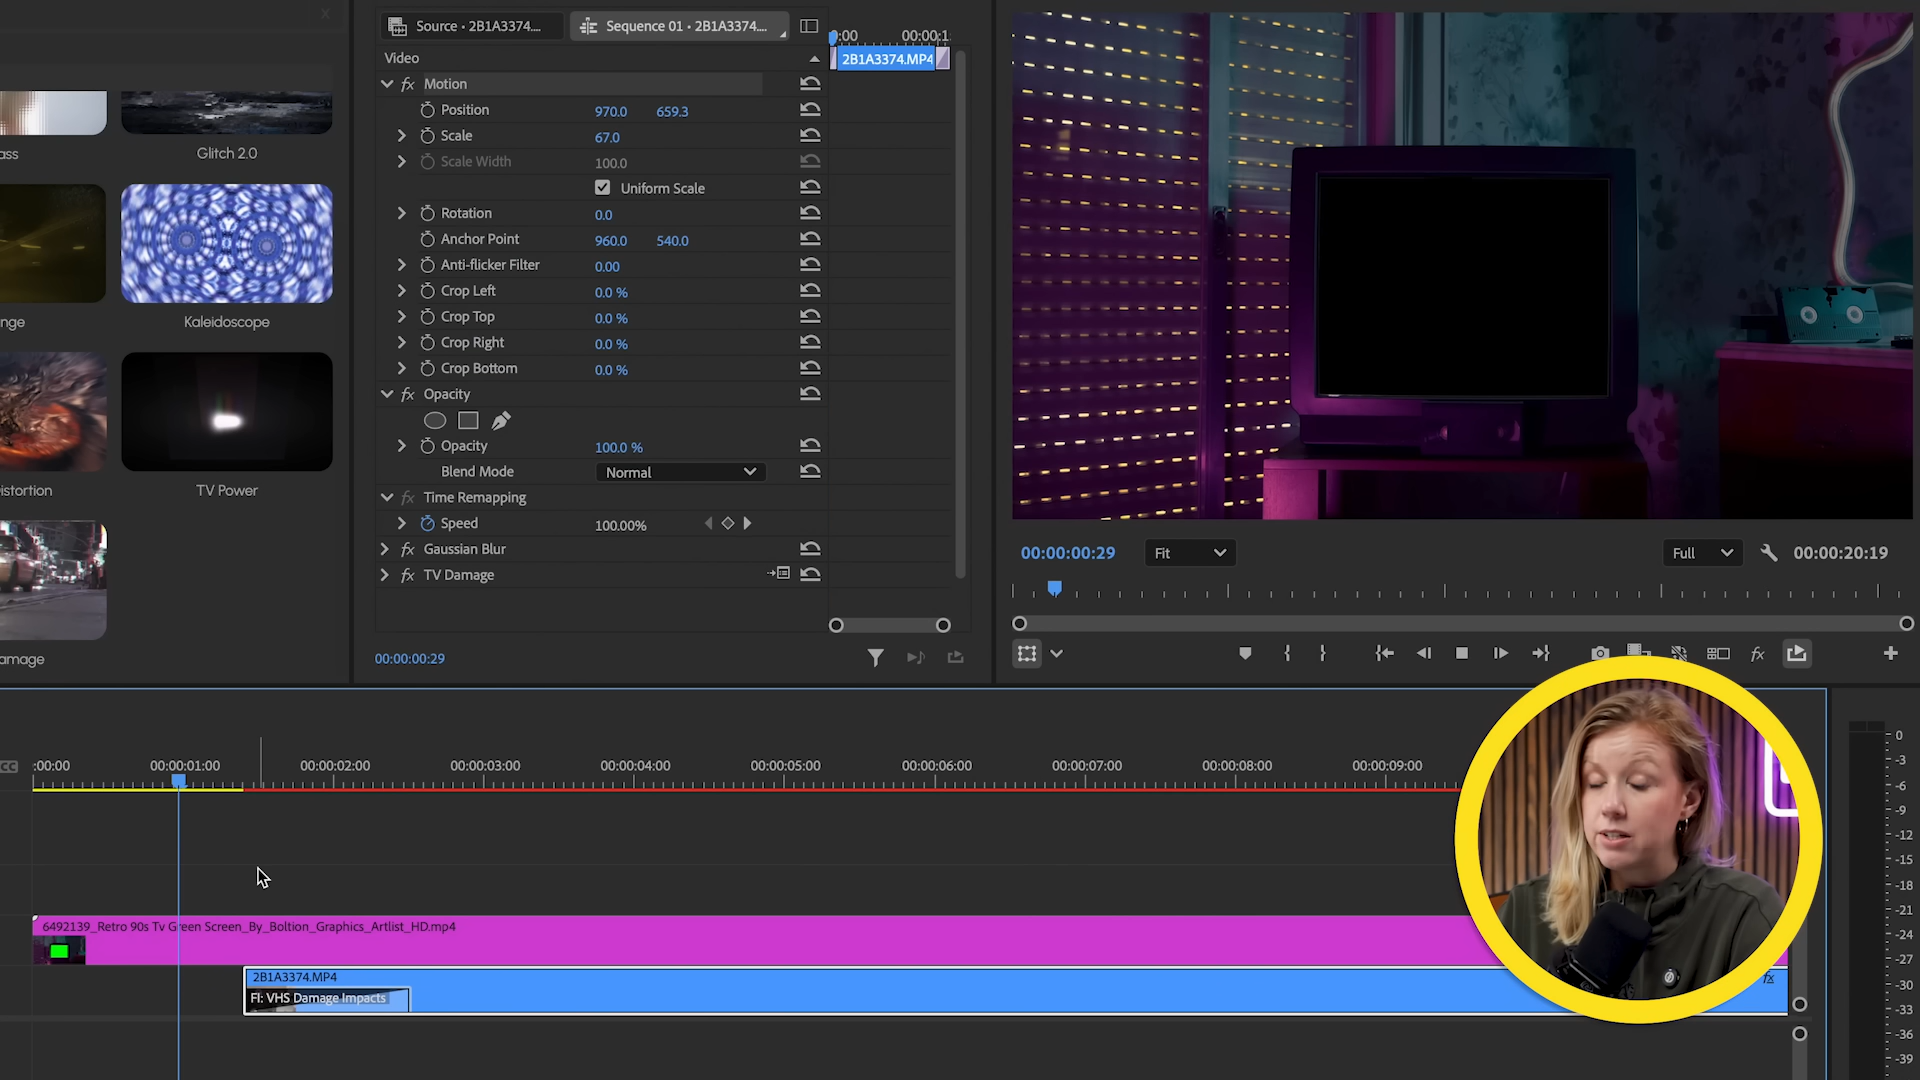 Source · 2B1A3374....
Sequence 01 · 2B1A3374....
:00
00:00:1
2B1A3374.MP4
Video
fx Motion
Position 970.0 659.3
Scale 67.0
Scale Width 100.0
Uniform Scale
Rotation 0.0
Anchor Point 960.0 540.0
Anti-flicker Filter 0.00
Crop Left 0.0 %
Crop Top 0.0 %
Crop Right 0.0 %
Crop Bottom 0.0 %
fx Opacity
Opacity 100.0 %
Blend Mode Normal
fx Time Remapping
Speed 100.00%
fx Gaussian Blur
fx TV Damage
00:00:00:29
ass
Glitch 2.0
nge
Kaleidoscope
istortion
TV Power
amage
00:00:00:29
Fit
Full
00:00:20:19
fx
CC
:00:00
00:00:01:00
00:00:02:00
00:00:03:00
00:00:04:00
00:00:05:00
00:00:06:00
00:00:07:00
00:00:08:00
00:00:09:00
6492139_Retro 90s Tv Green Screen_By_Boltion_Graphics_Artlist_HD.mp4
2B1A3374.MP4
FI: VHS Damage Impacts
fx
0
-3
-6
-9
-12
-15
-18
-21
-24
-27
-30
-33
-36
-39